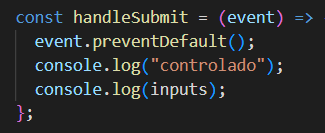 const handleSubmit = (event) =>
  event.preventDefault();
  console.log("controlado");
  console.log(inputs);
};